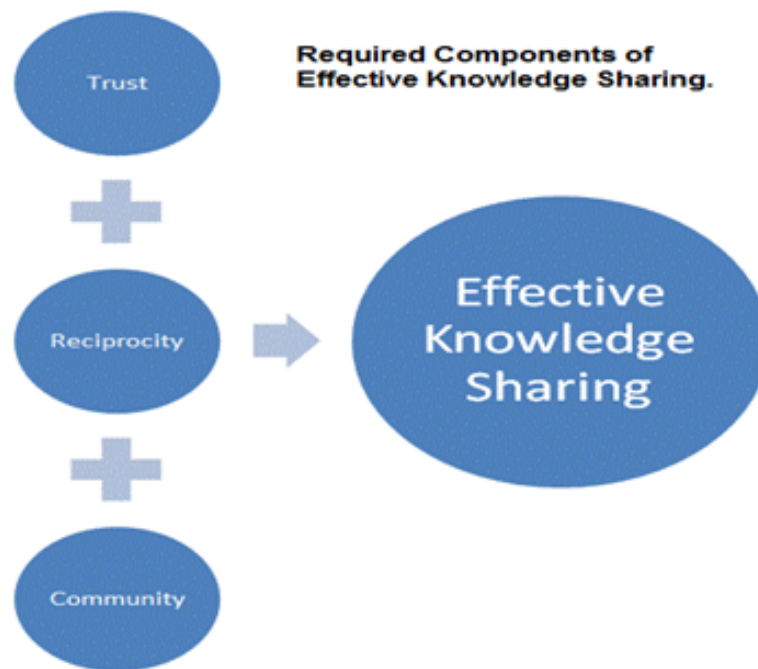 Required Components of
Effective Knowledge Sharing.
Trust
Reciprocity
Community
Effective
Knowledge
Sharing